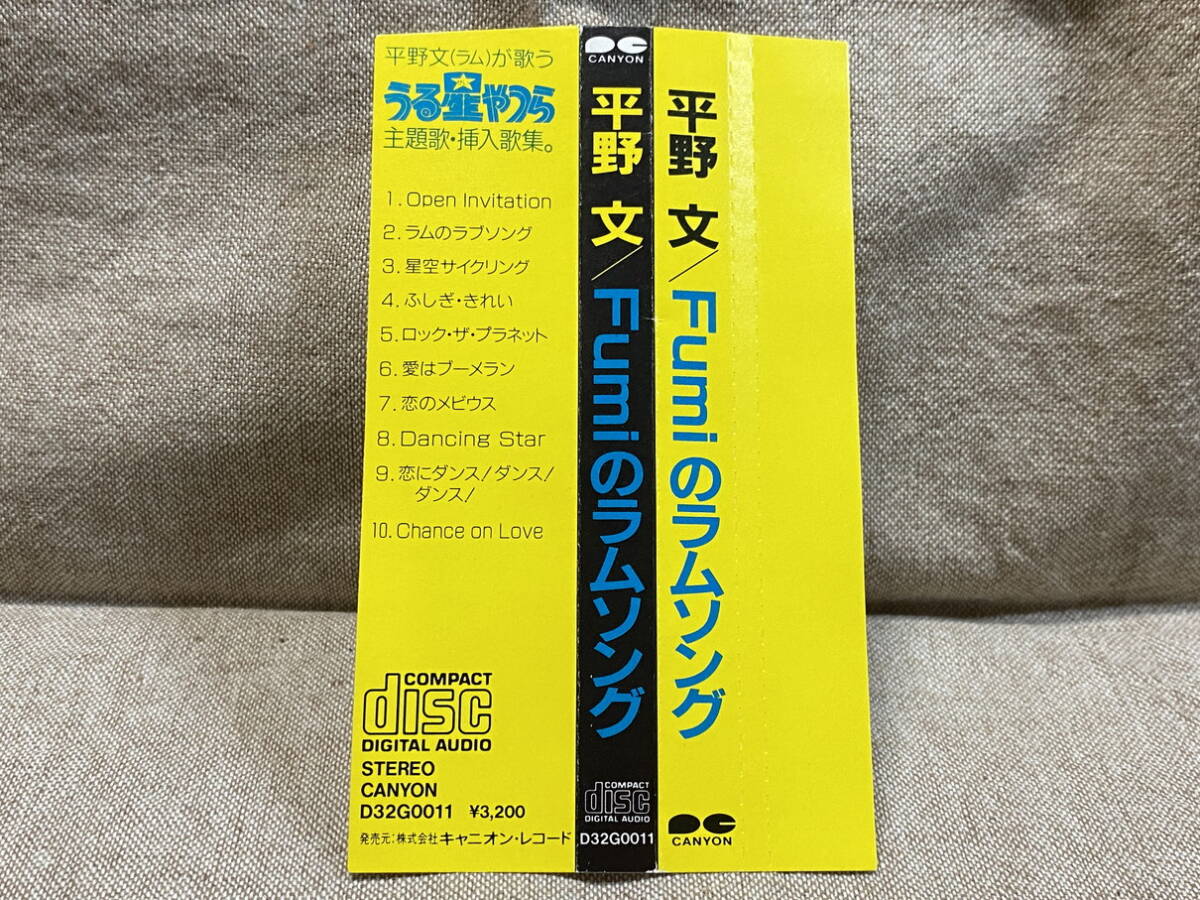 平野文(ラム)が歌う
うる星やつら
主題歌・挿入歌集。
1. Open Invitation
2. ラムのラブソング
3. 星空サイクリング
4. ふしぎ・きれい
5. ロック・ザ・プラネット
6. 愛はブーメラン
7. 恋のメビウス
8. Dancing Star
9. 恋にダンス!ダンス!
ダンス!
10. Chance on Love
COMPACT
disc
DIGITAL AUDIO
STEREO
CANYON
D32G0011 ¥3,200
発売元:株式会社キャニオン・レコード
CANYON
平野 文/Fumiのラムソング
COMPACT
disc
DIGITAL AUDIO
D32G0011
平野 文/Fumiのラムソング
CANYON